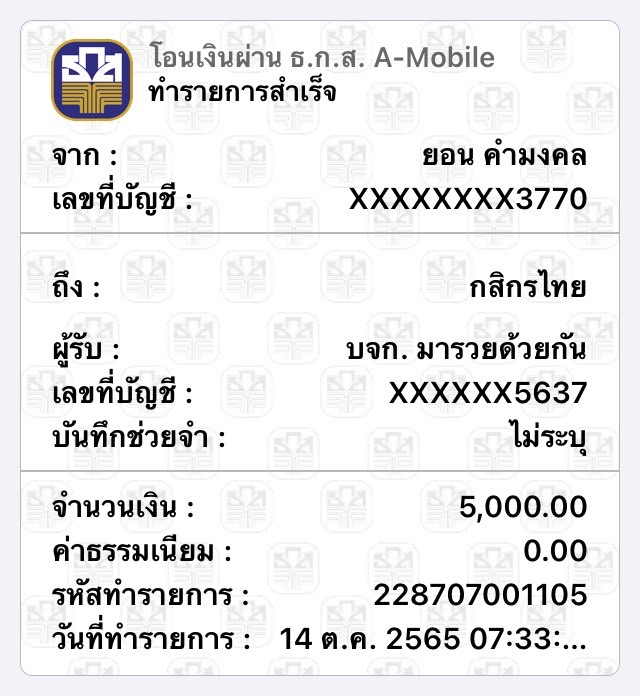 โอนเงินผ่าน ธ.ก.ส. A-Mobile
ทำรายการสำเร็จ
จาก : ยอน คำมงคล
เลขที่บัญชี : XXXXXXXX3770
ถึง : กสิกรไทย
ผู้รับ : บจก. มารวยด้วยกัน
เลขที่บัญชี : XXXXXX5637
บันทึกช่วยจำ : ไม่ระบุ
จำนวนเงิน : 5,000.00
ค่าธรรมเนียม : 0.00
รหัสทำรายการ : 228707001105
วันที่ทำรายการ : 14 ต.ค. 2565 07:33:...